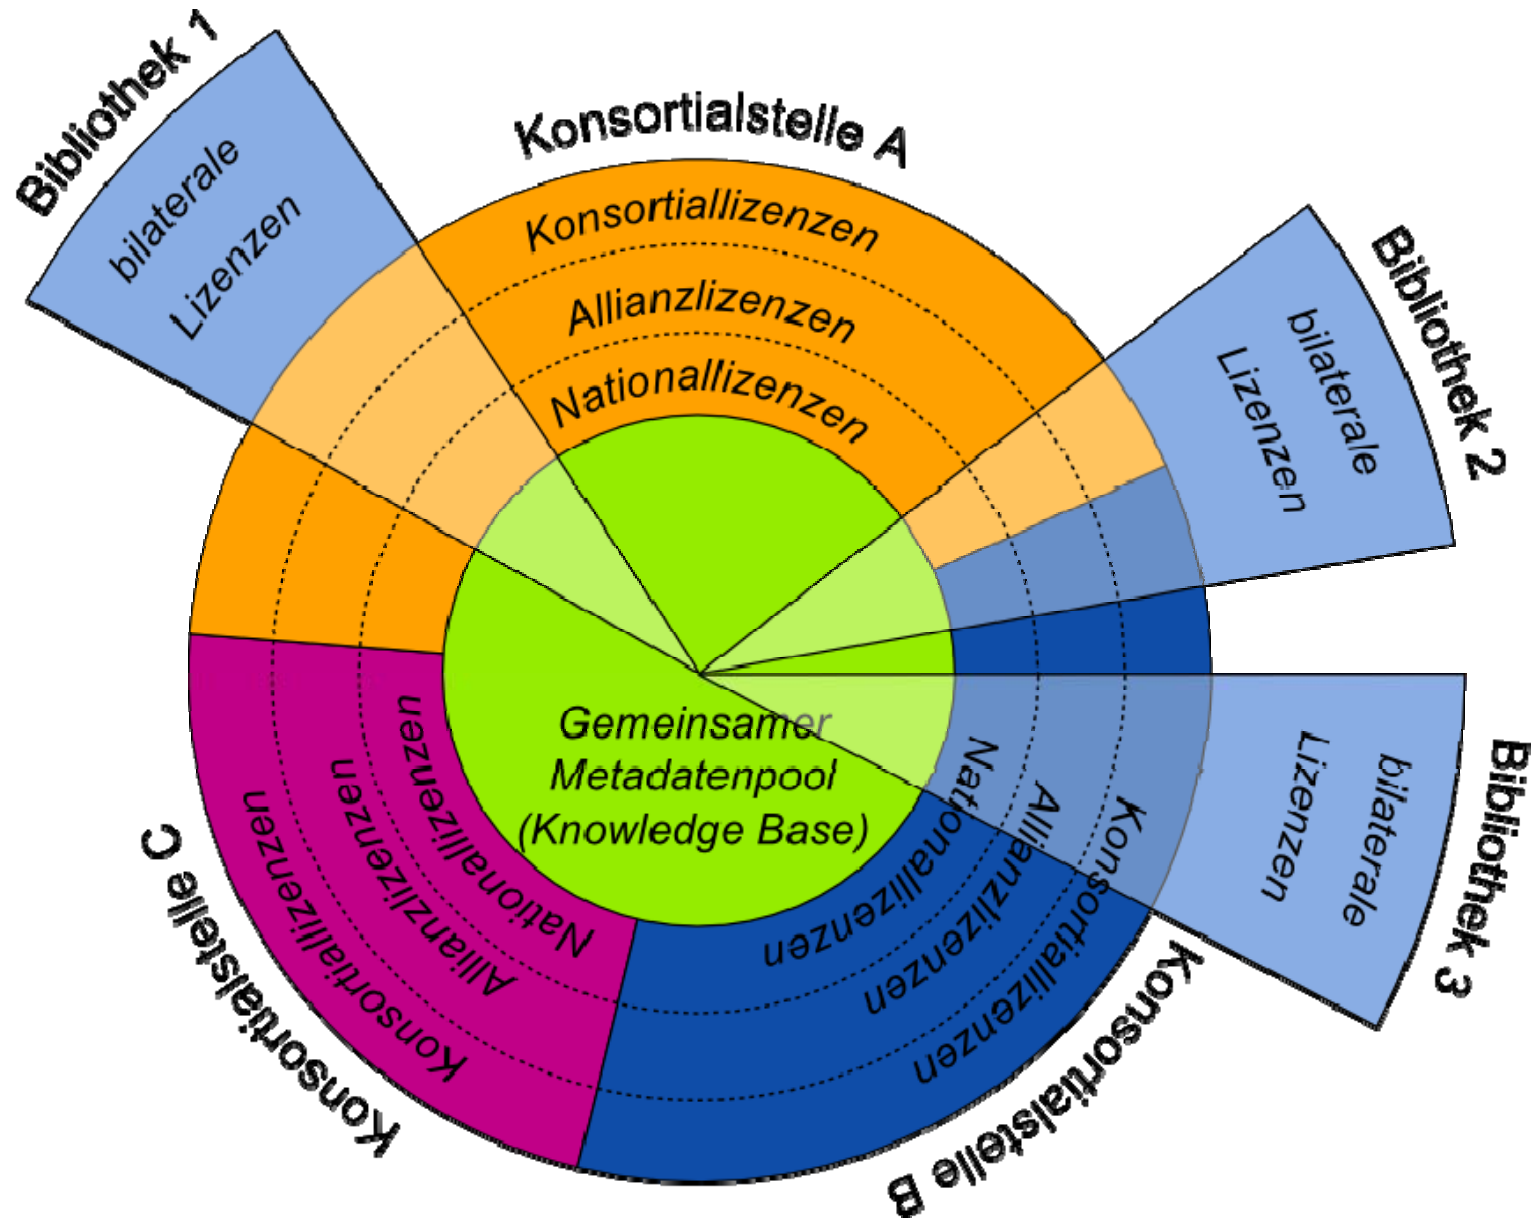 Bibliothek 1
bilaterale
Lizenzen
Konsortialstelle A
Konsortiallizenzen
Allianzlizenzen
Nationallizenzen
Bibliothek 2
bilaterale
Lizenzen
Gemeinsamer
Metadatenpool
(Knowledge Base)
Bibliothek 3
bilaterale
Lizenzen
Konsortialstelle B
Konsortiallizenzen
Allianzlizenzen
Nationallizenzen
Konsortialstelle C
Konsortiallizenzen
Allianzlizenzen
Nationallizenzen